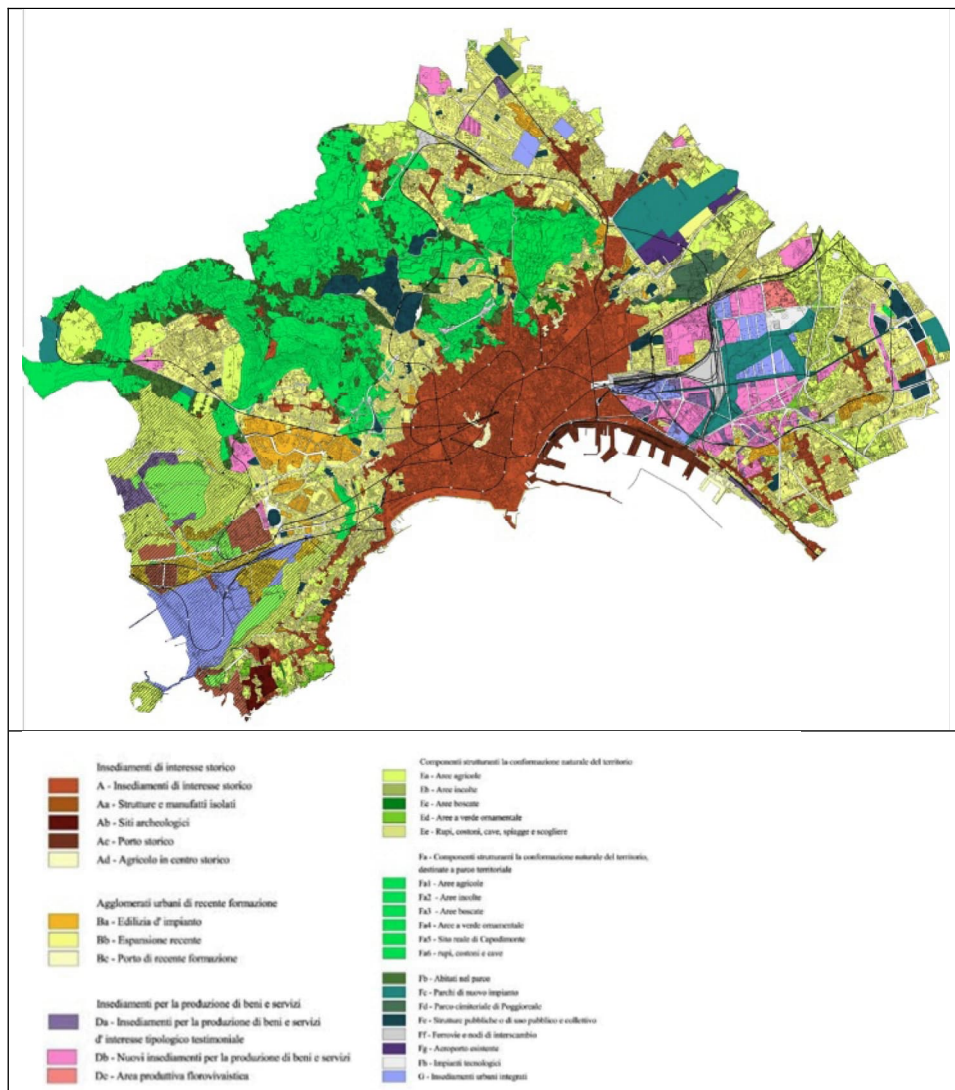 Insediamenti di interesse storico
A - Insediamenti di interesse storico
Aa - Strutture e manufatti isolati
Ab - Siti archeologici
Ac - Porto storico
Ad - Agricolo in centro storico
Agglomerati urbani di recente formazione
Ba - Edilizia d' impianto
Bb - Espansione recente
Bc - Porto di recente formazione
Insediamenti per la produzione di beni e servizi
Da - Insediamenti per la produzione di beni e servizi
d' interesse tipologico testimoniale
Db - Nuovi insediamenti per la produzione di beni e servizi
Dc - Area produttiva florovivaistica
Componenti strutturanti la conformazione naturale del territorio
Ea - Aree agricole
Eb - Aree incolte
Ec - Aree boscate
Ed - Aree a verde ornamentale
Ee - Rupi, costoni, cave, spiagge e scogliere
Fa - Componenti strutturanti la conformazione naturale del territorio,
destinate a parco territoriale
Fa1 - Aree agricole
Fa2 - Aree incolte
Fa3 - Aree boscate
Fa4 - Aree a verde ornamentale
Fa5 - Sito reale di Capodimonte
Fa6 - rupi, costoni e cave
Fb - Abitati nel parco
Fc - Parchi di nuovo impianto
Fd - Parco cimiteriale di Poggioreale
Fe - Strutture pubbliche o di uso pubblico e collettivo
Ff - Ferrovie e nodi di interscambio
Fg - Aeroporto esistente
Fh - Impianti tecnologici
G - Insediamenti urbani integrati